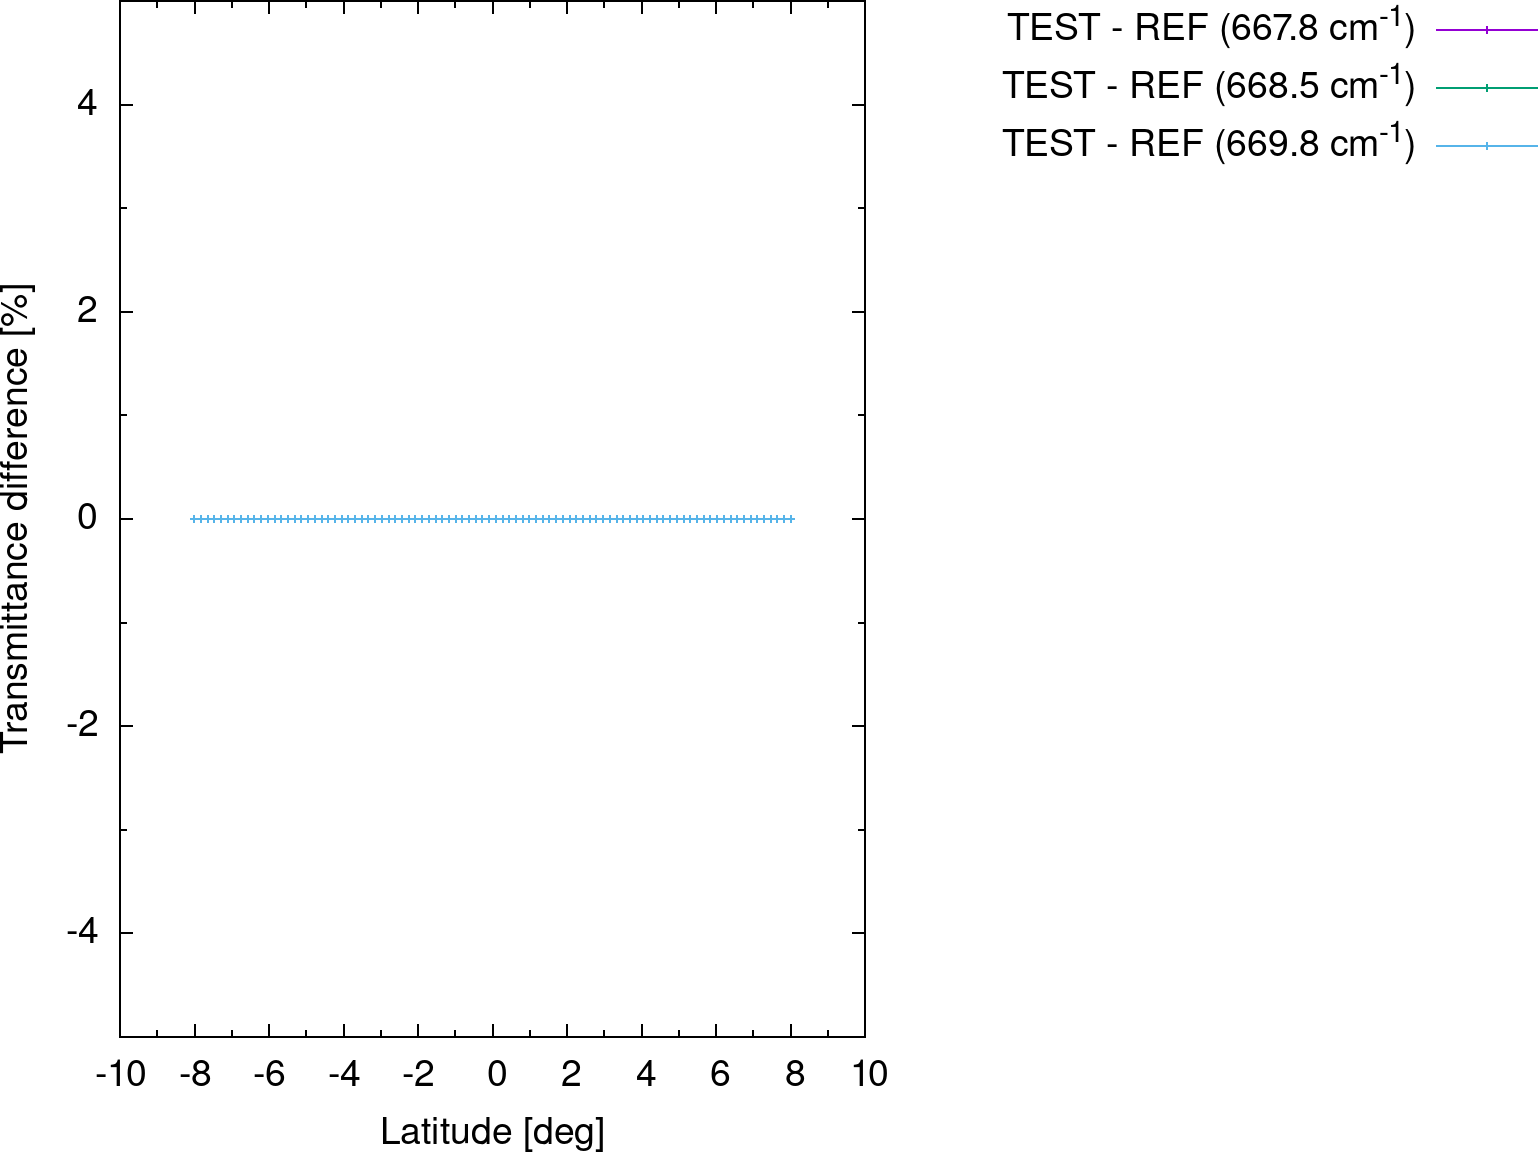 TEST - REF (667.8 cm-1)
TEST - REF (668.5 cm-1)
TEST - REF (669.8 cm-1)
4
2
0
-2
-4
Transmittance difference [%]
-10 -8 -6 -4 -2 0 2 4 6 8 10
Latitude [deg]